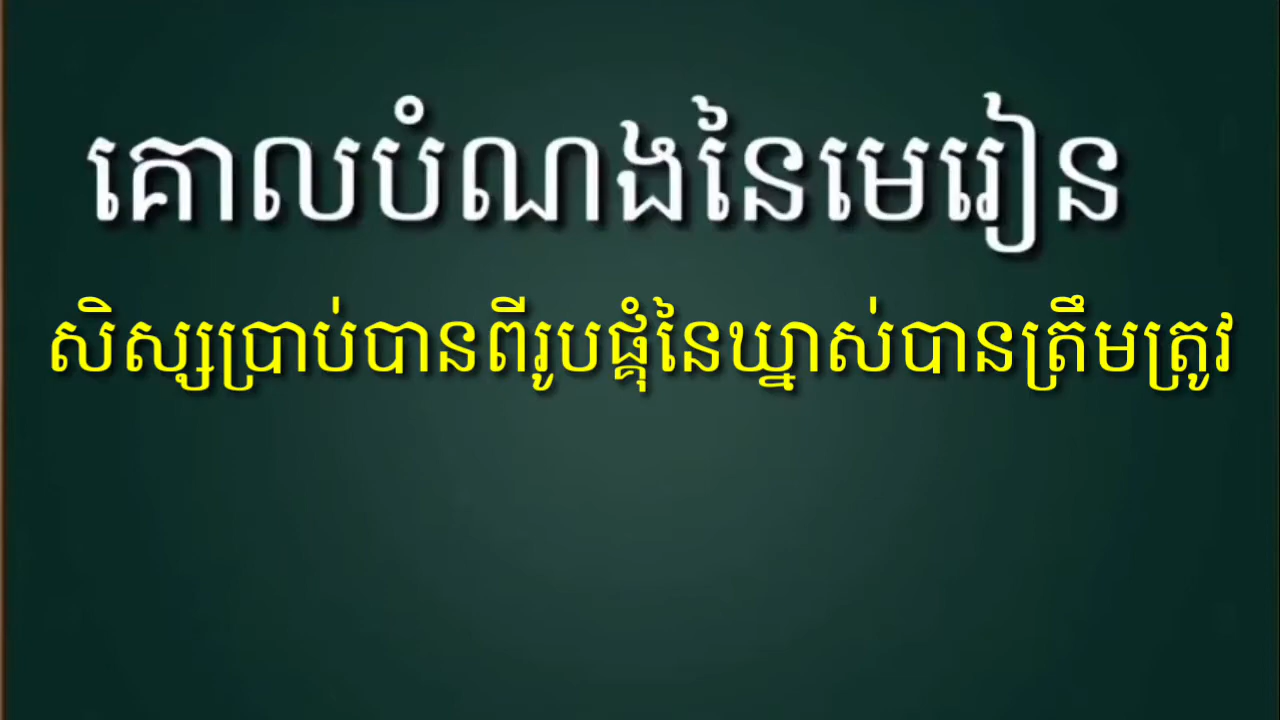 គោលបំណងនៃមេរៀន
សិស្សប្រាប់បានពីរូបផ្គុំនៃឃ្នាស់បានត្រឹមត្រូវ